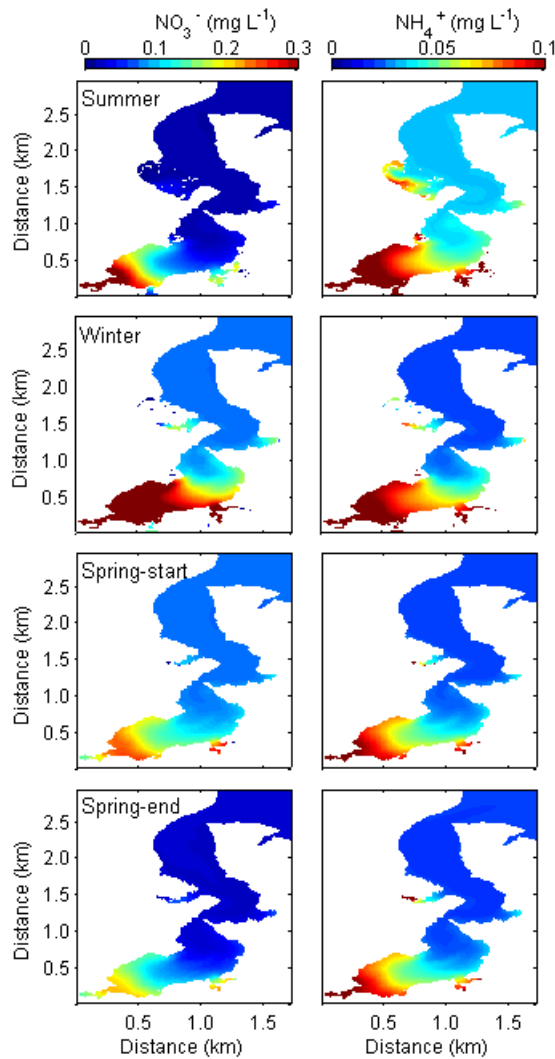 NO₃⁻ (mg L⁻¹) NH₄⁺ (mg L⁻¹)
0 0.1 0.2 0.3 0 0.05 0.1
Summer
Distance (km)
2.5
2.0
1.5
1.0
0.5
Winter
Distance (km)
2.5
2.0
1.5
1.0
0.5
Spring-start
Distance (km)
2.5
2.0
1.5
1.0
0.5
Spring-end
Distance (km)
2.5
2.0
1.5
1.0
0.5
0.5 1.0 1.5 0.5 1.0 1.5
Distance (km) Distance (km)